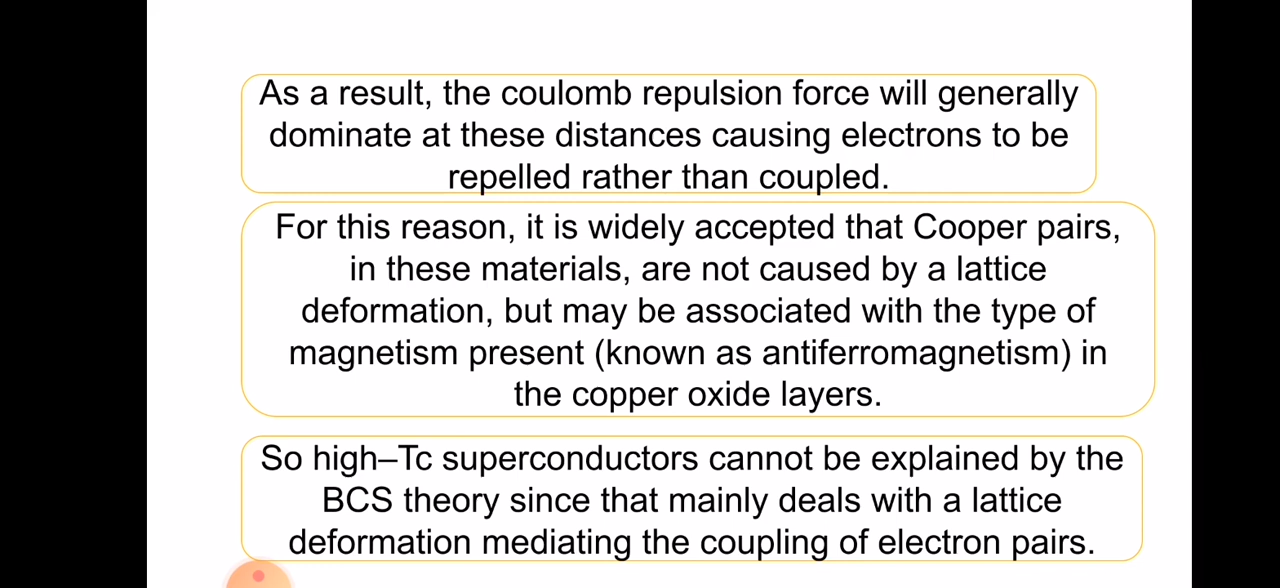 As a result, the coulomb repulsion force will generally
dominate at these distances causing electrons to be
repelled rather than coupled.
For this reason, it is widely accepted that Cooper pairs,
in these materials, are not caused by a lattice
deformation, but may be associated with the type of
magnetism present (known as antiferromagnetism) in
the copper oxide layers.
So high–Tc superconductors cannot be explained by the
BCS theory since that mainly deals with a lattice
deformation mediating the coupling of electron pairs.